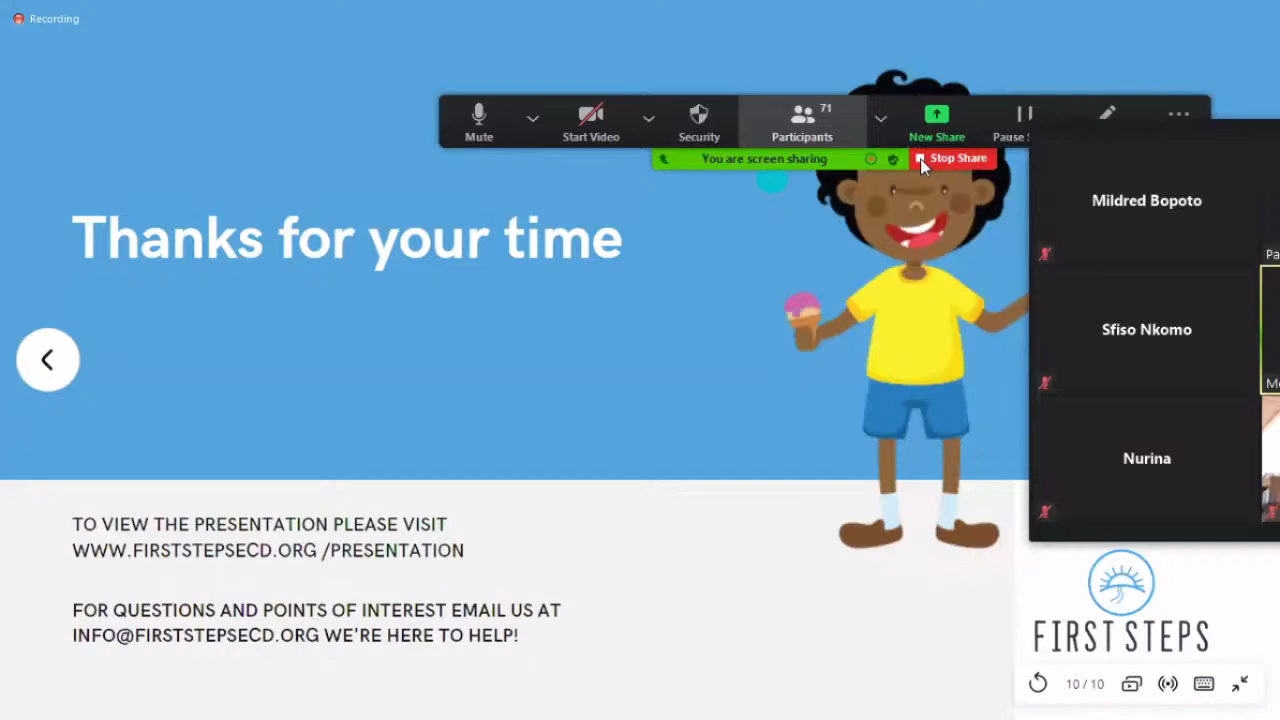 Recording
71
Mute
Start Video
Security
Participants
New Share
Pause
You are screen sharing
Stop Share
Mildred Bopoto
Thanks for your time
Pa
Sfiso Nkomo
Nurina
TO VIEW THE PRESENTATION PLEASE VISIT
WWW.FIRSTSTEPSECD.ORG /PRESENTATION
FOR QUESTIONS AND POINTS OF INTEREST EMAIL US AT
INFO@FIRSTSTEPSECD.ORG WE'RE HERE TO HELP!
FIRST STEPS
10 / 10